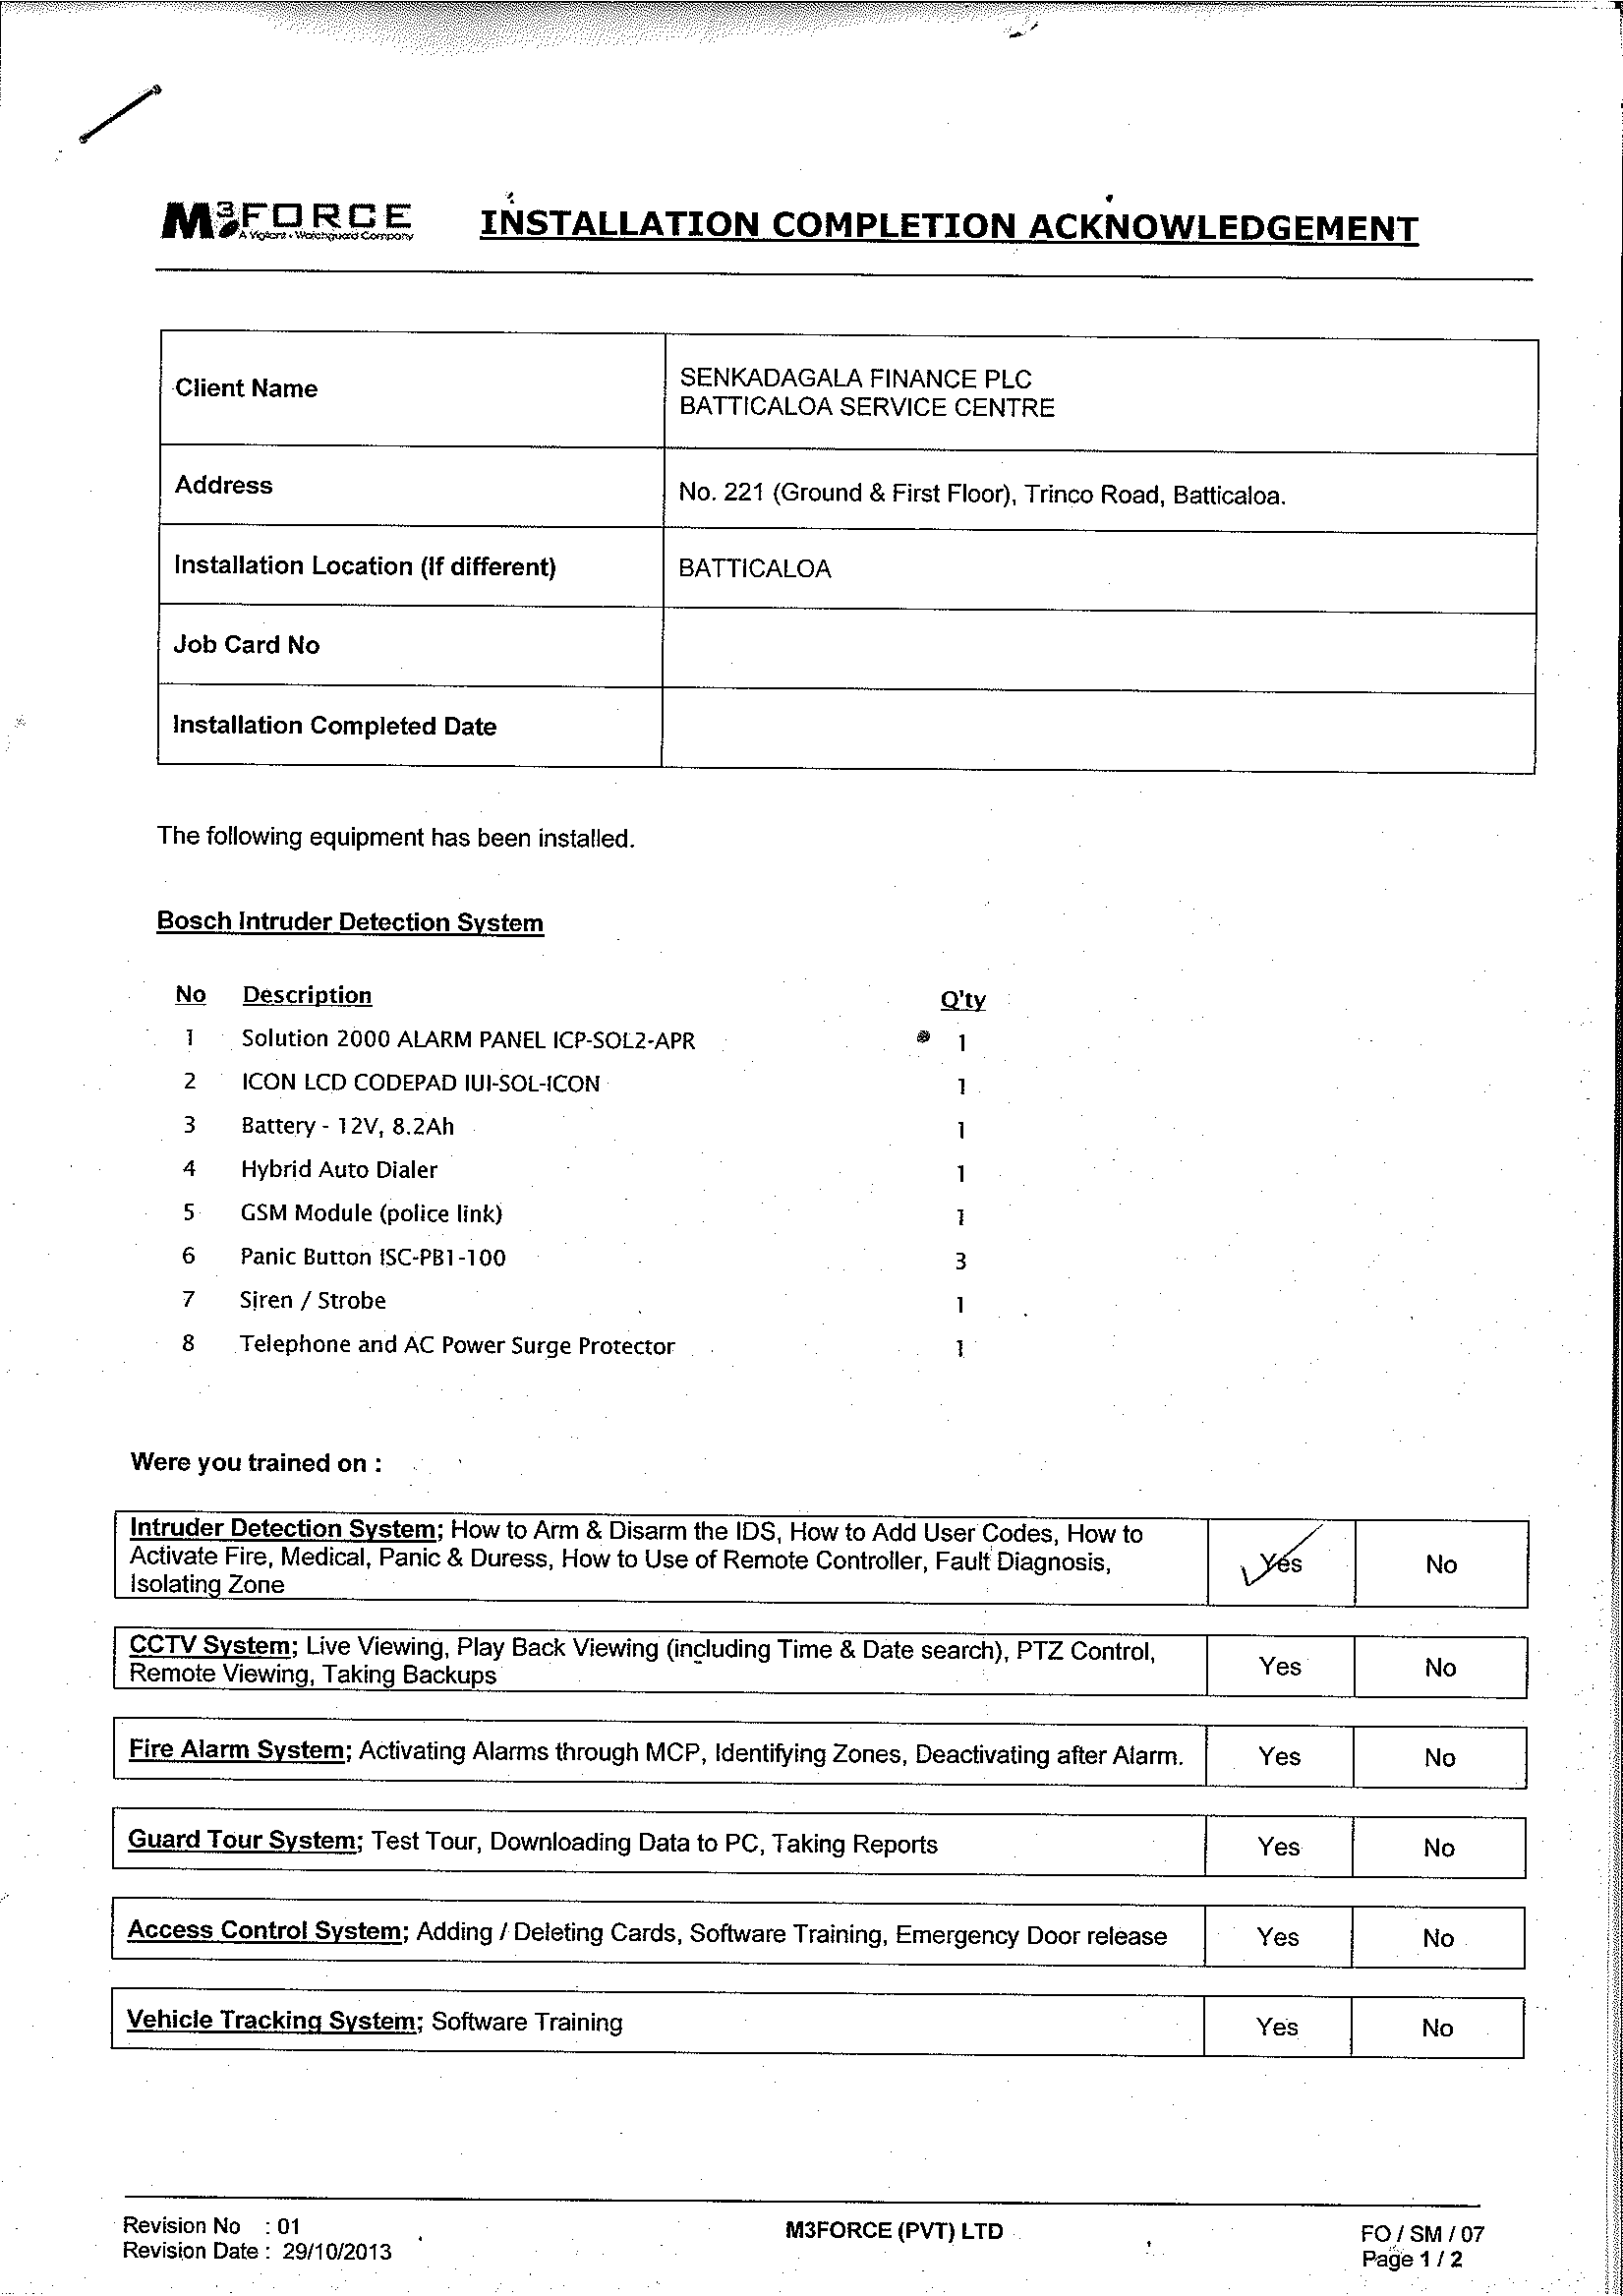 M3FORCE
A Vigilant - Watchguard Company
INSTALLATION COMPLETION ACKNOWLEDGEMENT
Client Name
SENKADAGALA FINANCE PLC
BATTICALOA SERVICE CENTRE
Address
No. 221 (Ground & First Floor), Trinco Road, Batticaloa.
Installation Location (If different)
BATTICALOA
Job Card No
Installation Completed Date
The following equipment has been installed.
Bosch Intruder Detection System
No Description Q'ty
1 Solution 2000 ALARM PANEL ICP-SOL2-APR 1
2 ICON LCD CODEPAD IUI-SOL-ICON 1
3 Battery - 12V, 8.2Ah 1
4 Hybrid Auto Dialer 1
5 GSM Module (police link) 1
6 Panic Button ISC-PB1-100 3
7 Siren / Strobe 1
8 Telephone and AC Power Surge Protector 1
Were you trained on :
Intruder Detection System; How to Arm & Disarm the IDS, How to Add User Codes, How to
Activate Fire, Medical, Panic & Duress, How to Use of Remote Controller, Fault Diagnosis,
Isolating Zone
Yes No
CCTV System; Live Viewing, Play Back Viewing (including Time & Date search), PTZ Control,
Remote Viewing, Taking Backups
Yes No
Fire Alarm System; Activating Alarms through MCP, Identifying Zones, Deactivating after Alarm. Yes No
Guard Tour System; Test Tour, Downloading Data to PC, Taking Reports Yes No
Access Control System; Adding / Deleting Cards, Software Training, Emergency Door release Yes No
Vehicle Tracking System; Software Training Yes No
Revision No : 01 M3FORCE (PVT) LTD FO / SM / 07
Revision Date : 29/10/2013 Page 1 / 2